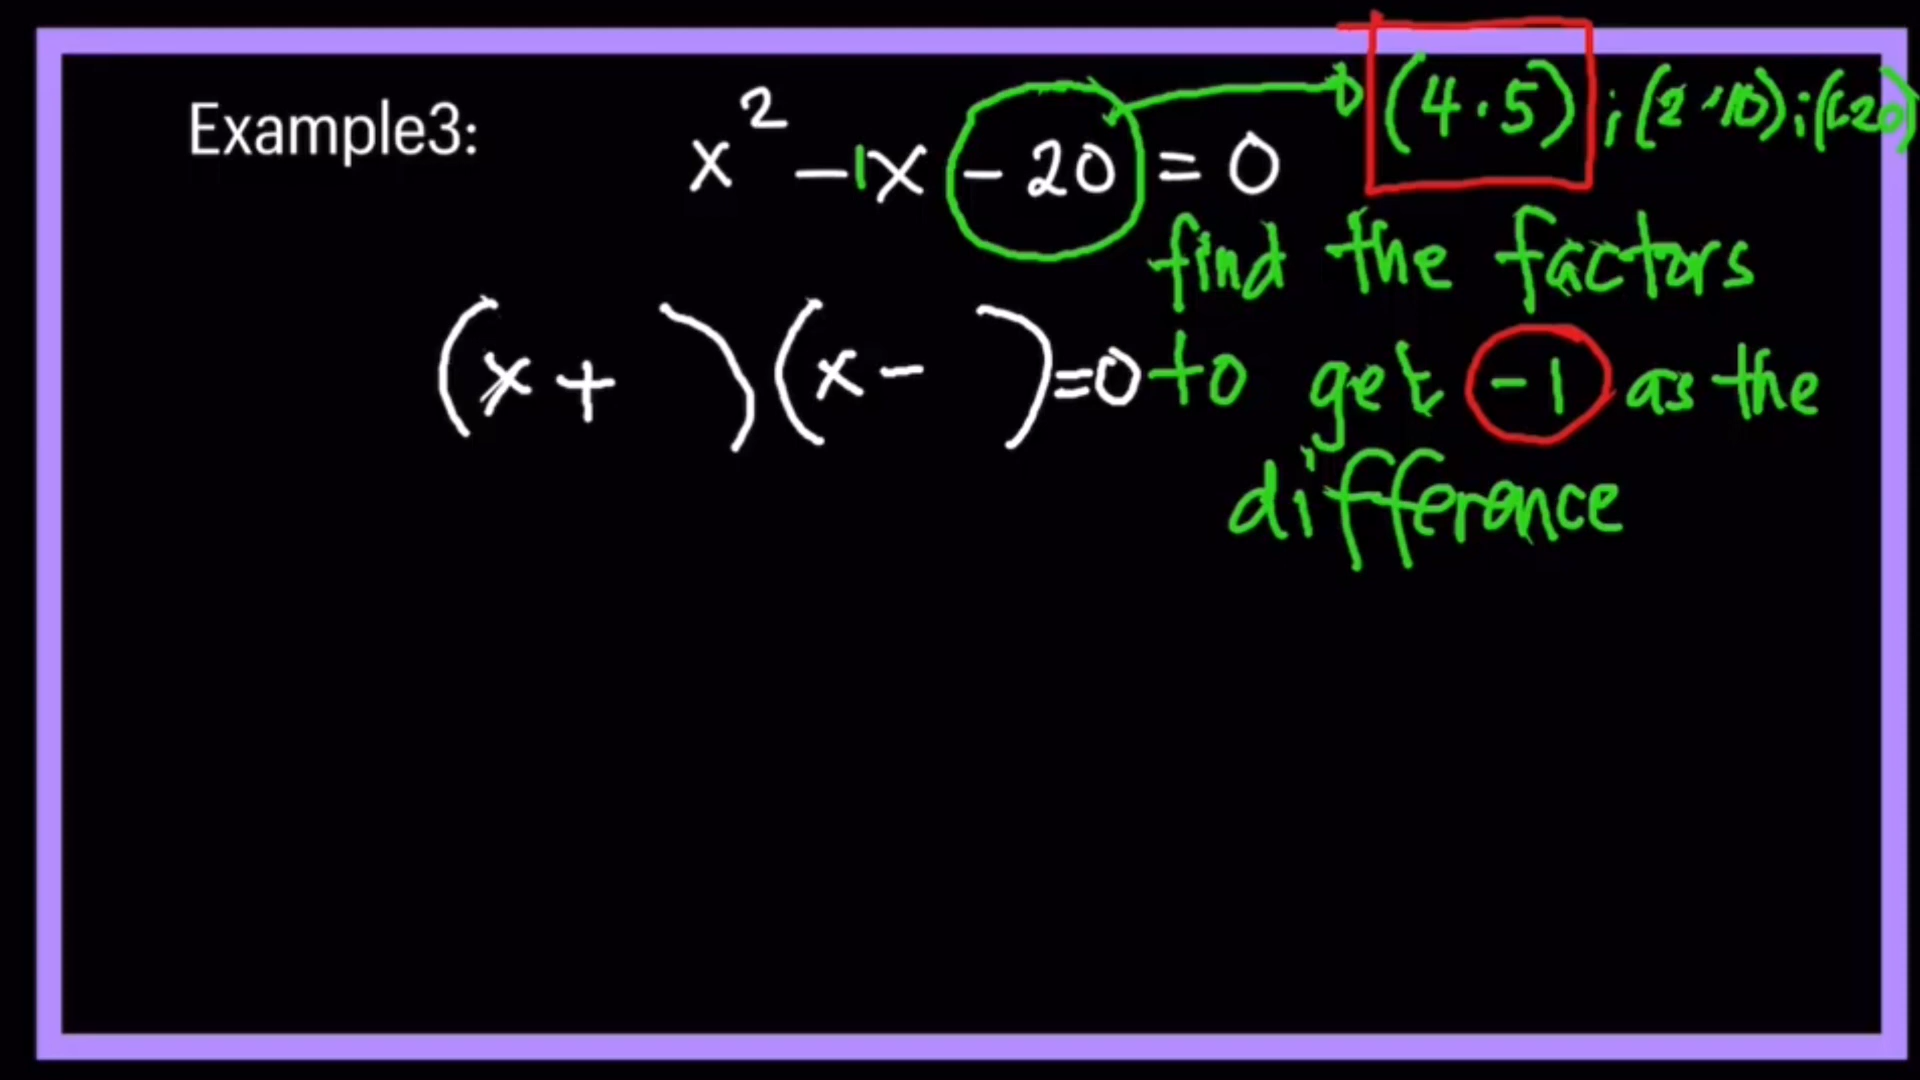 Example3:
x² - 1x - 20 = 0
(4 · 5) ; (2 · 10) ; (1·20)
find the factors
(x + ) (x - ) = 0
to get -1 as the
difference